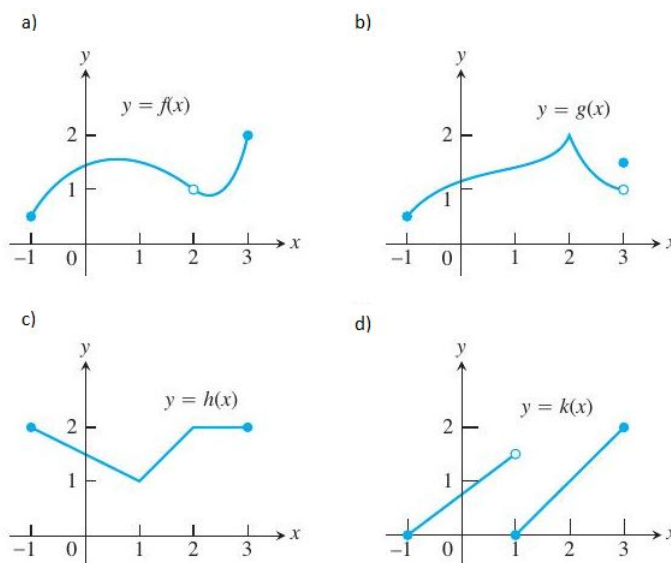 a)
y
y = f(x)
2
1
–1 0 1 2 3 x
b)
y
y = g(x)
2
1
–1 0 1 2 3 x
c)
y
y = h(x)
2
1
–1 0 1 2 3 x
d)
y
y = k(x)
2
1
–1 0 1 2 3 x